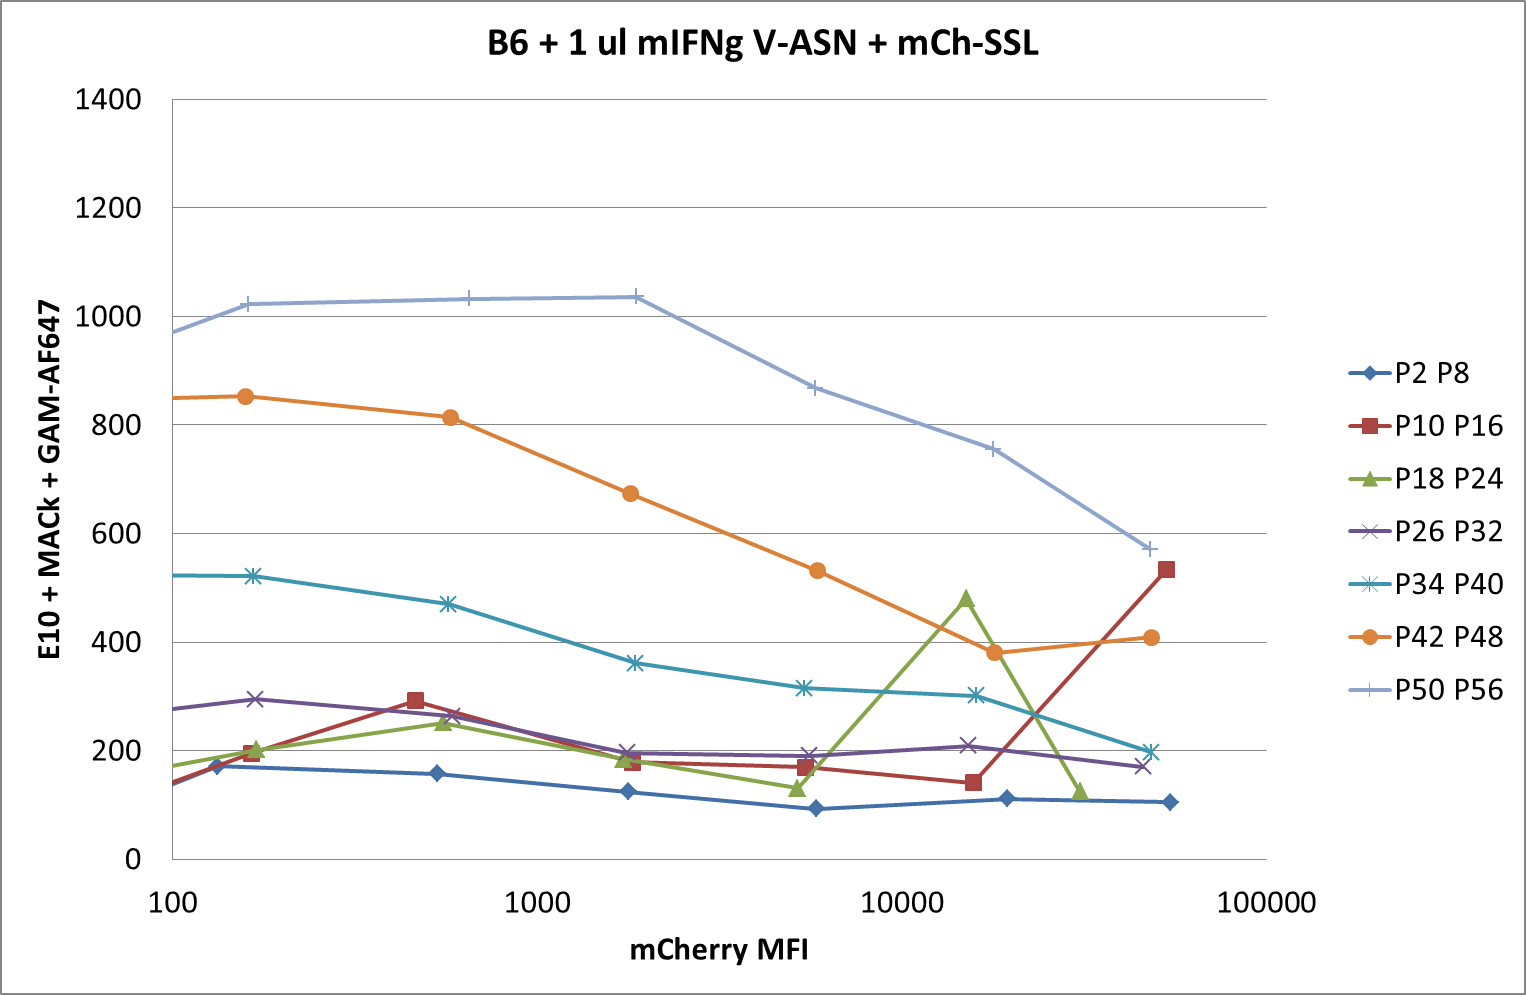 B6 + 1 ul mIFNg V-ASN + mCh-SSL
1400
1200
1000
800
600
400
200
0
E10 + MACk + GAM-AF647
100
1000
10000
100000
mCherry MFI
P2 P8
P10 P16
P18 P24
P26 P32
P34 P40
P42 P48
P50 P56